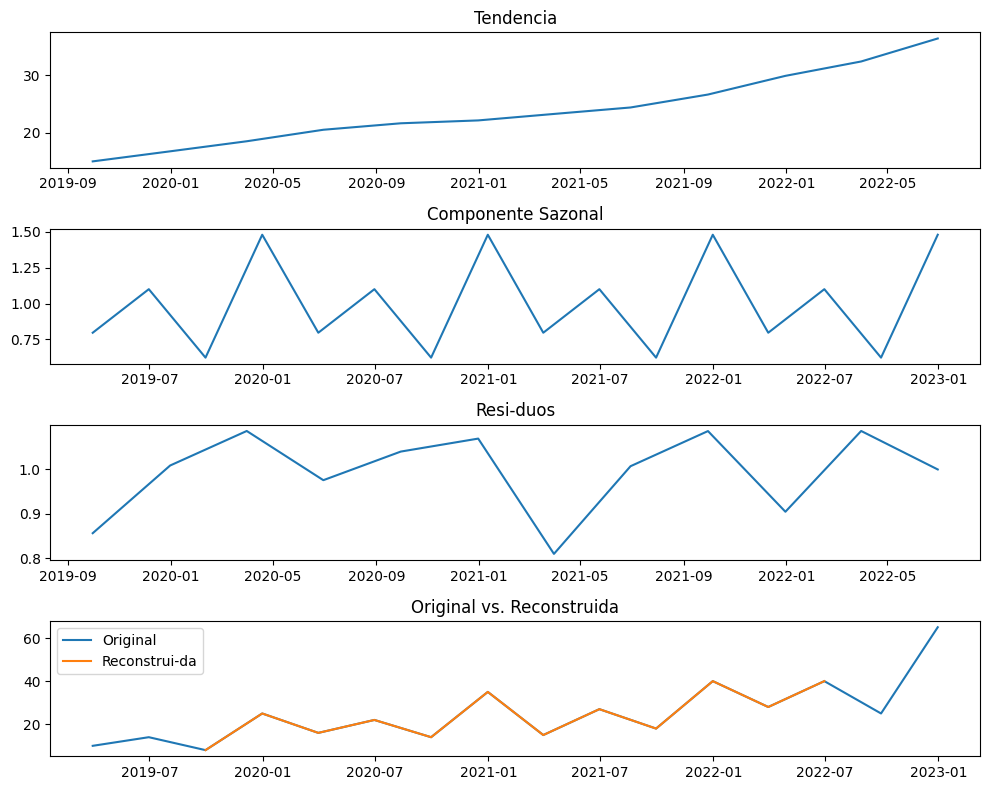 Tendencia
30
20
2019-09 2020-01 2020-05 2020-09 2021-01 2021-05 2021-09 2022-01 2022-05
Componente Sazonal
1.50
1.25
1.00
0.75
2019-07 2020-01 2020-07 2021-01 2021-07 2022-01 2022-07 2023-01
Resi-duos
1.0
0.9
0.8
2019-09 2020-01 2020-05 2020-09 2021-01 2021-05 2021-09 2022-01 2022-05
Original vs. Reconstruida
60
40
20
Original
Reconstrui-da
2019-07 2020-01 2020-07 2021-01 2021-07 2022-01 2022-07 2023-01